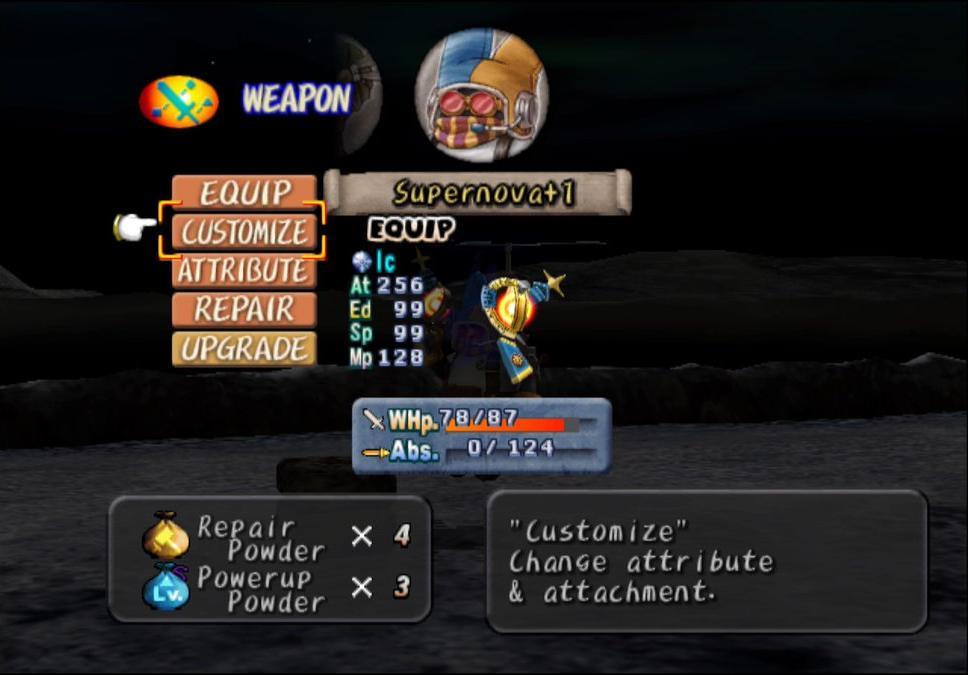 WEAPON
EQUIP
CUSTOMIZE
ATTRIBUTE
REPAIR
UPGRADE
Supernova+1
EQUIP
Ic
At 256
Ed 99
Sp 99
Mp 128
WHp. 78/87
Abs. 0/ 124
Repair
Powder × 4
Lv.
Powerup
Powder × 3
"Customize"
Change attribute
& attachment.